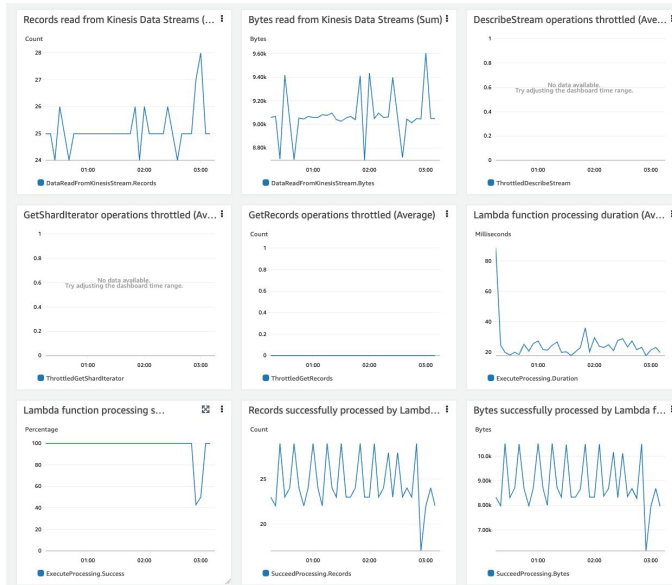 Records read from Kinesis Data Streams (...
Count
28
27
26
25
24
01:00
02:00
03:00
DataReadFromKinesisStream.Records
Bytes read from Kinesis Data Streams (Sum)
Bytes
9.60k
9.40k
9.20k
9.00k
8.80k
01:00
02:00
03:00
DataReadFromKinesisStream.Bytes
DescribeStream operations throttled (Ave...
1
0.8
0.6
0.4
0.2
0
No data available.
Try adjusting the dashboard time range.
01:00
02:00
03:00
ThrottledDescribeStream
GetShardIterator operations throttled (Av...
1
0.8
0.6
0.4
0.2
0
No data available.
Try adjusting the dashboard time range.
01:00
02:00
03:00
ThrottledGetShardIterator
GetRecords operations throttled (Average)
Count
1
0.8
0.6
0.4
0.2
0
01:00
02:00
03:00
ThrottledGetRecords
Lambda function processing duration (Av...
Milliseconds
80
60
40
20
01:00
02:00
03:00
ExecuteProcessing.Duration
Lambda function processing s...
Percentage
100
80
60
40
20
0
01:00
02:00
03:00
ExecuteProcessing.Success
Records successfully processed by Lambd...
Count
25
20
01:00
02:00
03:00
SucceedProcessing.Records
Bytes successfully processed by Lambda f...
Bytes
10.0k
9.00k
8.00k
7.00k
01:00
02:00
03:00
SucceedProcessing.Bytes